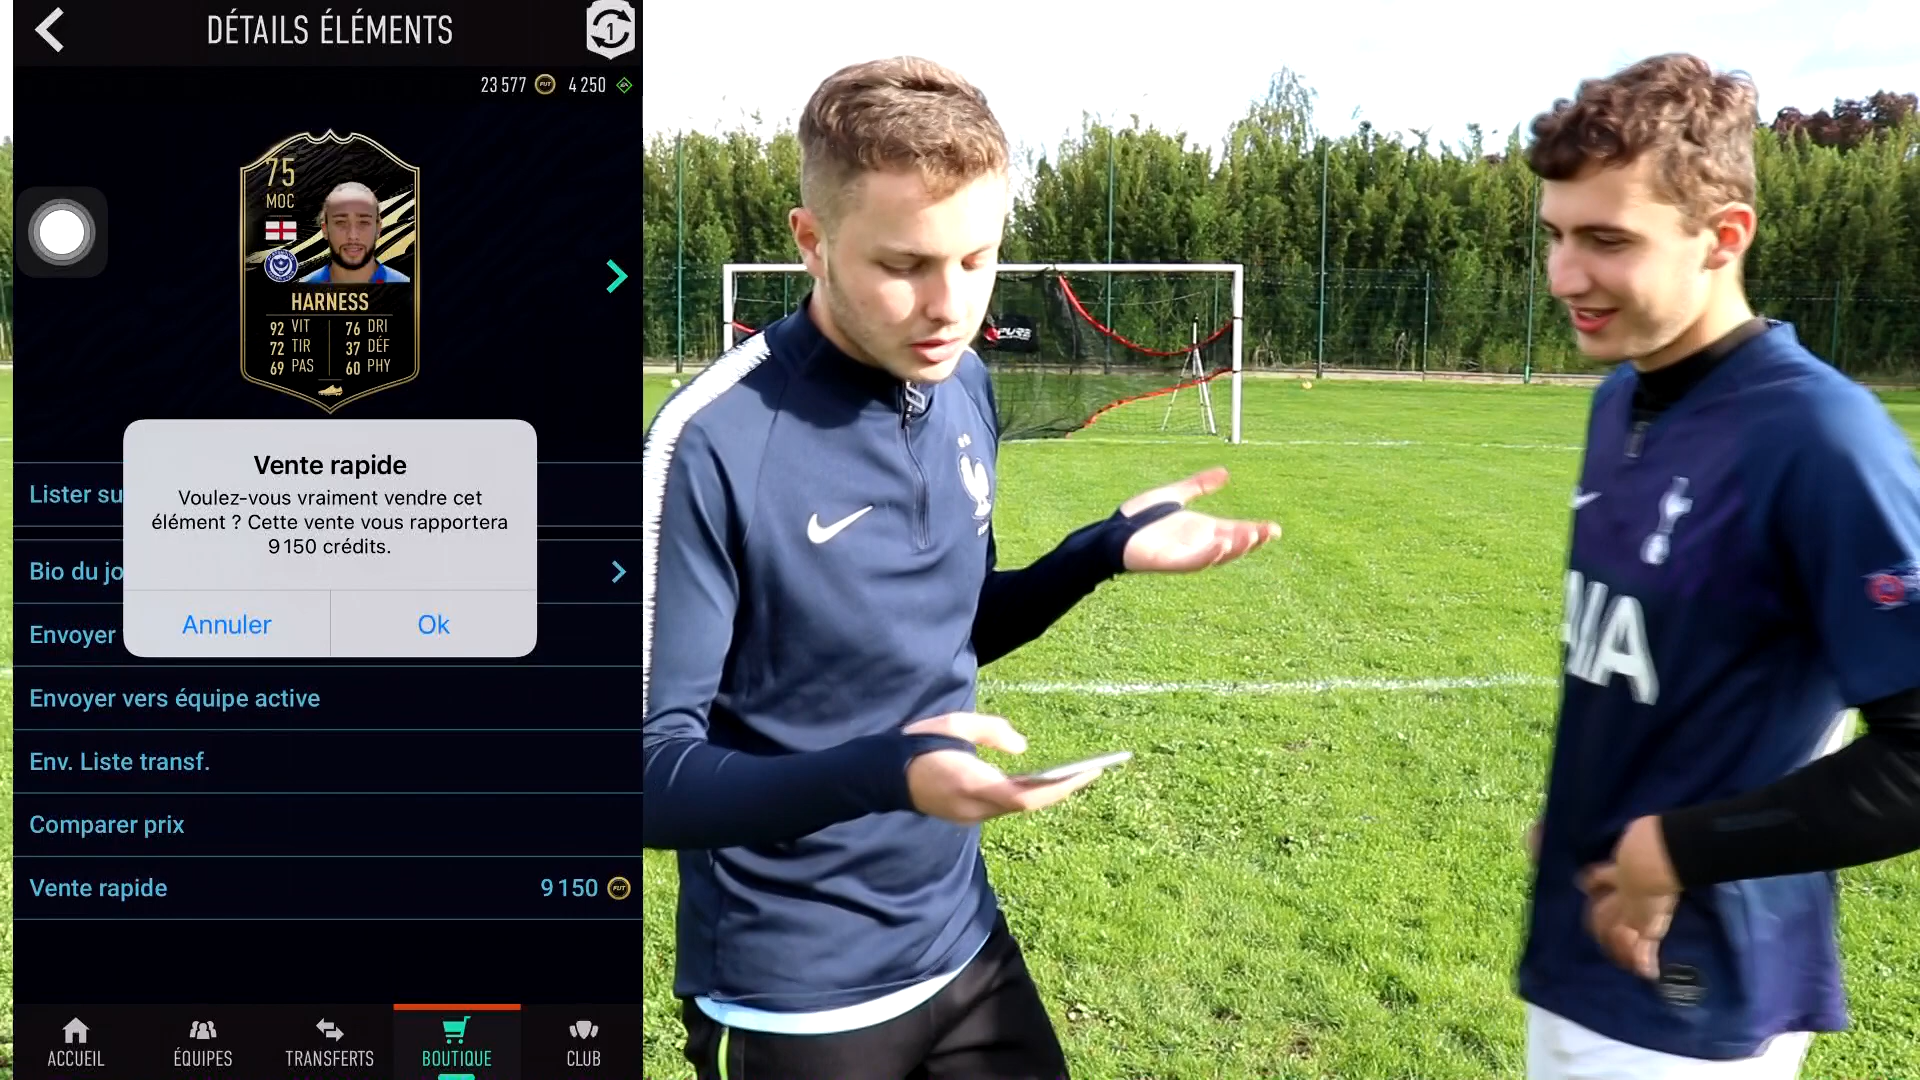 DÉTAILS ÉLÉMENTS
1
23 577 4 250
75
MOC
HARNESS
92 VIT 76 DRI
72 TIR 37 DÉF
69 PAS 60 PHY
Vente rapide
Voulez-vous vraiment vendre cet
élément ? Cette vente vous rapportera
9 150 crédits.
Annuler Ok
Lister su
Bio du jo
Envoyer
Envoyer vers équipe active
Env. Liste transf.
Comparer prix
Vente rapide 9 150
ACCUEIL ÉQUIPES TRANSFERTS BOUTIQUE CLUB
PURE
AIA